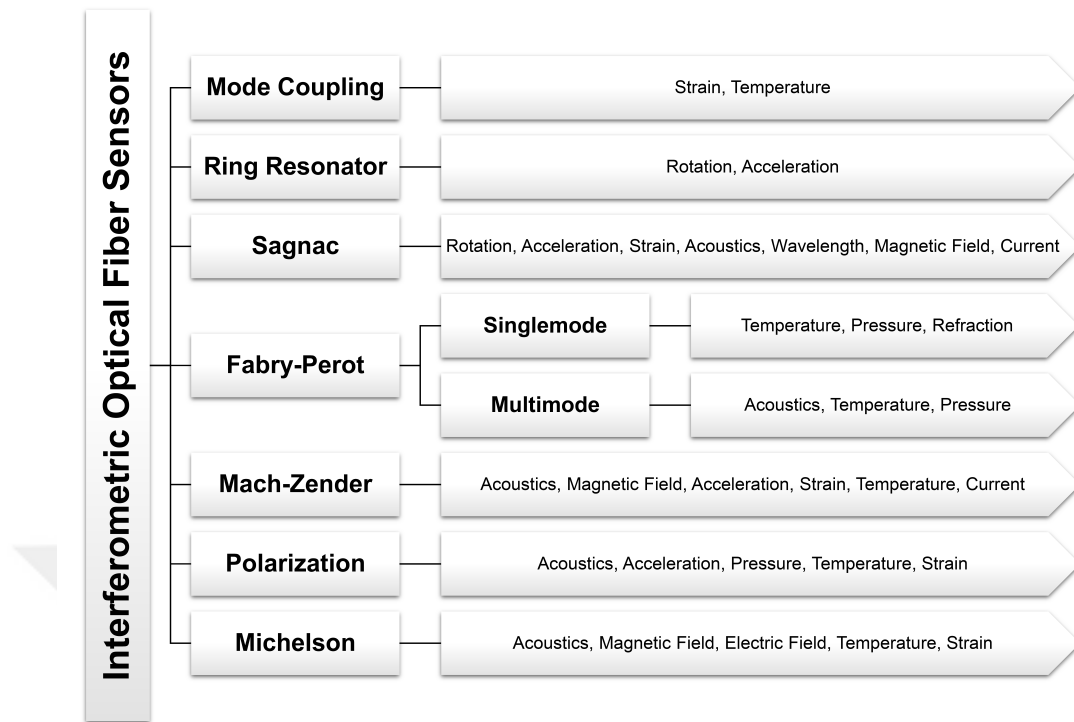 Interferometric Optical Fiber Sensors
Mode Coupling
Strain, Temperature
Ring Resonator
Rotation, Acceleration
Sagnac
Rotation, Acceleration, Strain, Acoustics, Wavelength, Magnetic Field, Current
Fabry-Perot
Singlemode
Temperature, Pressure, Refraction
Multimode
Acoustics, Temperature, Pressure
Mach-Zender
Acoustics, Magnetic Field, Acceleration, Strain, Temperature, Current
Polarization
Acoustics, Acceleration, Pressure, Temperature, Strain
Michelson
Acoustics, Magnetic Field, Electric Field, Temperature, Strain